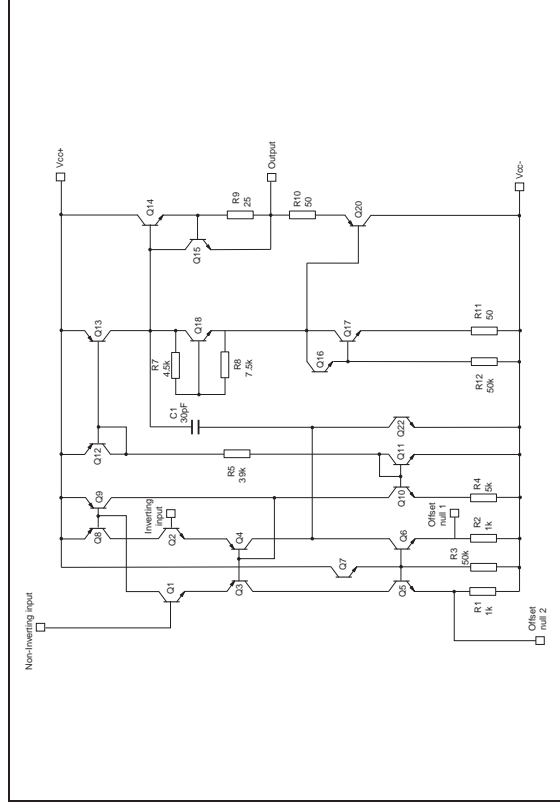 Non-Inverting input
Vcc+
Q12
Q13
Q14
Q8
Q9
Inverting
input
Q2
Q1
Q15
R9
25
Output
R10
50
R7
4.5k
Q18
R8
7.5k
C1
30pF
Q3
Q4
R5
39k
Q20
Q7
Q16
Q17
Q5
Q6
Q10
Q11
Q22
Offset
null 1
R1
1k
R3
50k
R2
1k
R4
5k
R12
50k
R11
50
Vcc-
Offset
null 2